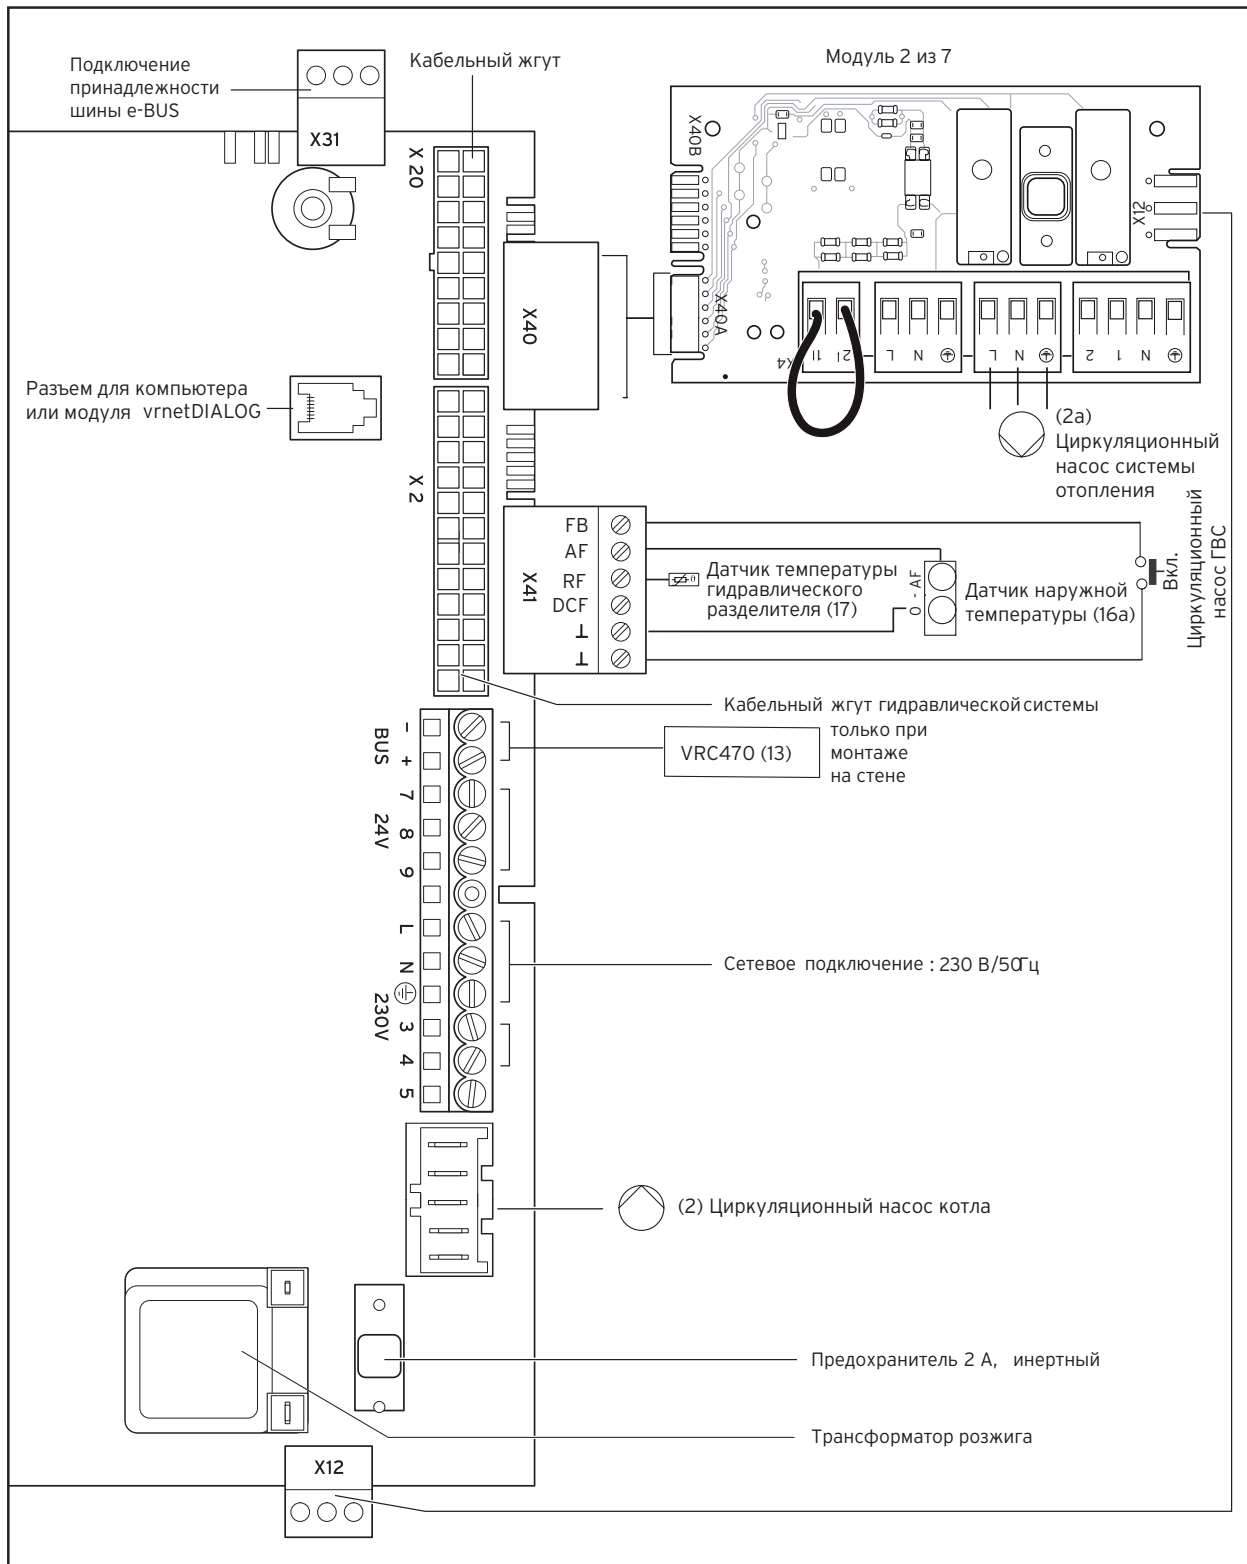 Подключение
принадлежности
шины e-BUS
Кабельный жгут
Модуль 2 из 7
X31
X 20
X40B
X12
X40
X40A
X4
1
2
L
N
L
N
2
1
N
Разъем для компьютера
или модуля vrnetDIALOG
L
N
(2a)
Циркуляционный
насос системы
отопления
X 2
X41
FB
AF
RF
DCF
⊥
⊥
Датчик температуры
гидравлического
разделителя (17)
0 - AF
Датчик наружной
температуры (16a)
Вкл.
Циркуляционный
насос ГВС
Кабельный жгут гидравлической системы
VRC470 (13)
только при
монтаже
на стене
BUS
-
+
24V
7
8
9
L
N
230V
3
4
5
Сетевое подключение : 230 В/50Гц
(2) Циркуляционный насос котла
Предохранитель 2 А, инертный
Трансформатор розжига
X12